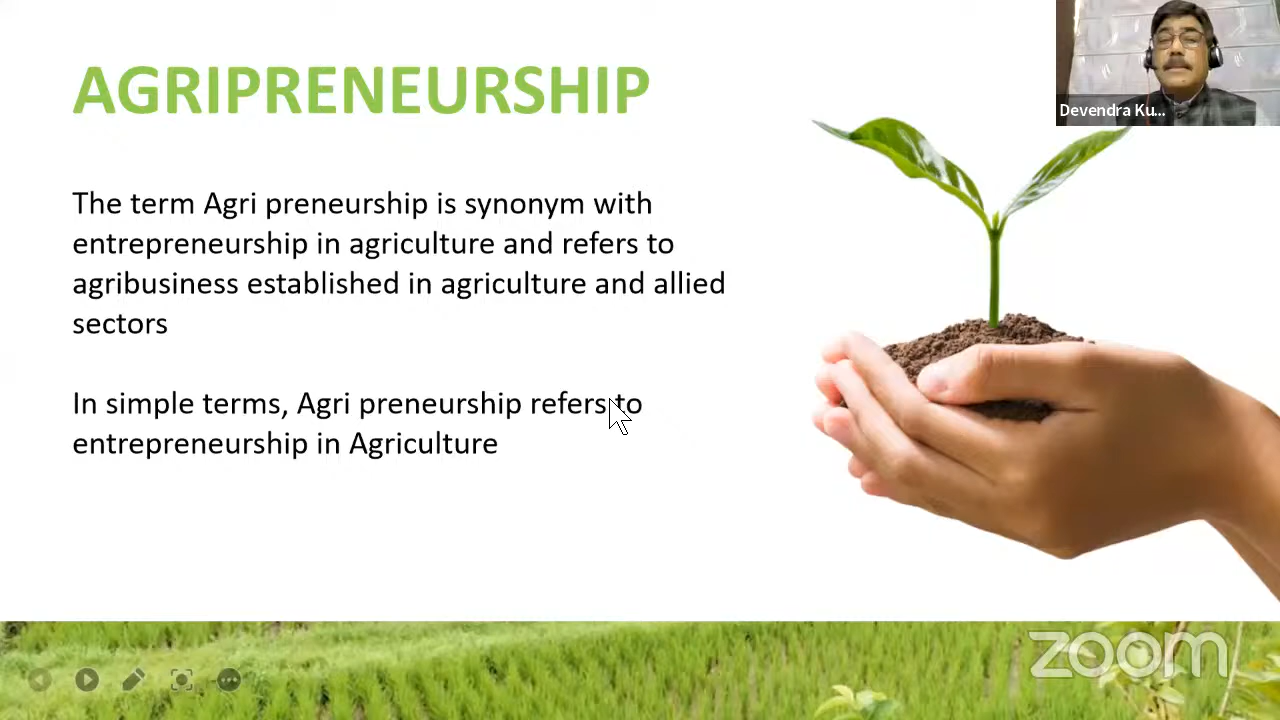 AGRIPRENEURSHIP
Devendra Ku...
The term Agri preneurship is synonym with
entrepreneurship in agriculture and refers to
agribusiness established in agriculture and allied
sectors
In simple terms, Agri preneurship refers to
entrepreneurship in Agriculture
zoom